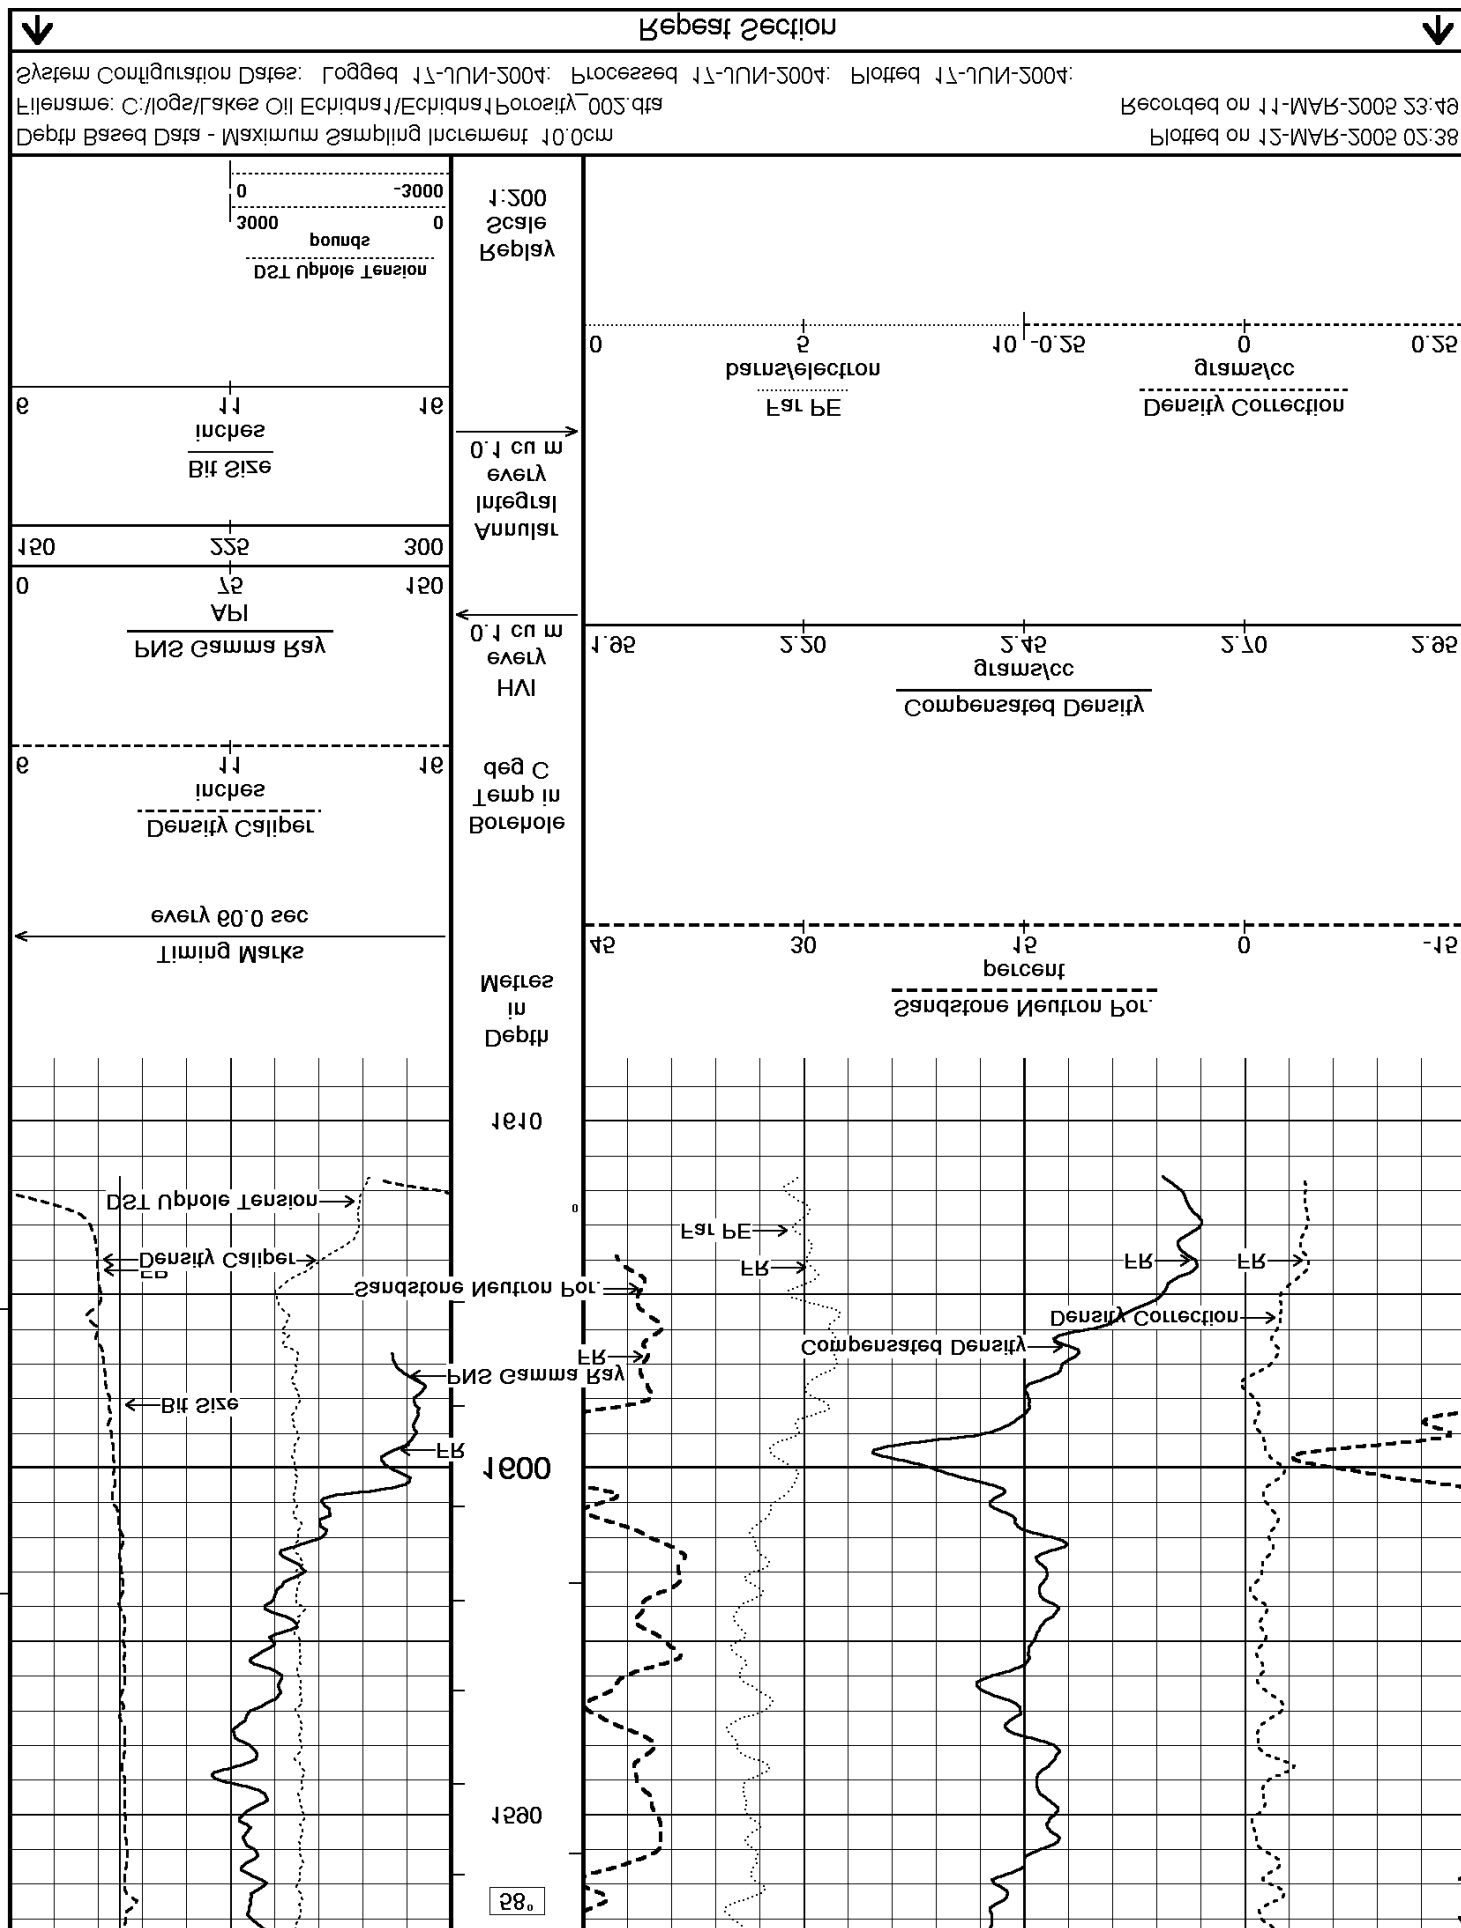 58°
1590
1600
FR
Bit Size
PNS Gamma Ray
FR
Compensated Density
Density Correction
Sandstone Neutron Por.
FR
Density Caliper
FR
FR
FR
Far PE
DST Uphole Tension
0
1610
Depth
in
Metres
Sandstone Neutron Por.
percent
45 30 15 0 -15
Timing Marks
every 60.0 sec
Density Caliper
inches
6 11 16
Borehole
Temp in
deg C
Compensated Density
grams/cc
1.95 2.20 2.45 2.70 2.95
HVI
every
0.1 cu m
PNS Gamma Ray
API
0 75 150
150 225 300
Annular
Integral
every
0.1 cu m
Bit Size
inches
6 11 16
Far PE
barns/electron
0 5 10
Density Correction
grams/cc
-0.25 0 0.25
DST Uphole Tension
pounds
3000 0
0 -3000
Replay
Scale
1:200
Depth Based Data - Maximum Sampling Increment 10.0cm
Plotted on 12-MAR-2005 02:38
Filename: C:\logs\Lakes Oil Echidna1\Echidna1Porosity_002.dta
Recorded on 11-MAR-2005 23:49
System Configuration Dates: Logged 17-JUN-2004: Processed 17-JUN-2004: Plotted 17-JUN-2004:
Repeat Section